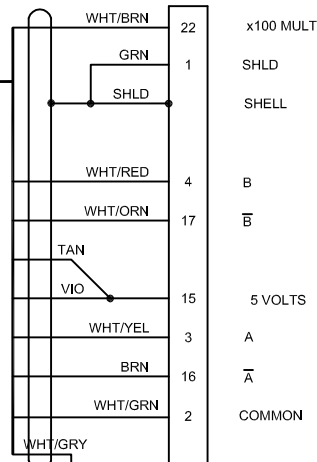 WHT/BRN 22 x100 MULT
GRN 1 SHLD
SHLD SHELL
WHT/RED 4 B
WHT/ORN 17 B̅
TAN
VIO 15 5 VOLTS
WHT/YEL 3 A
BRN 16 A̅
WHT/GRN 2 COMMON
WHT/GRY